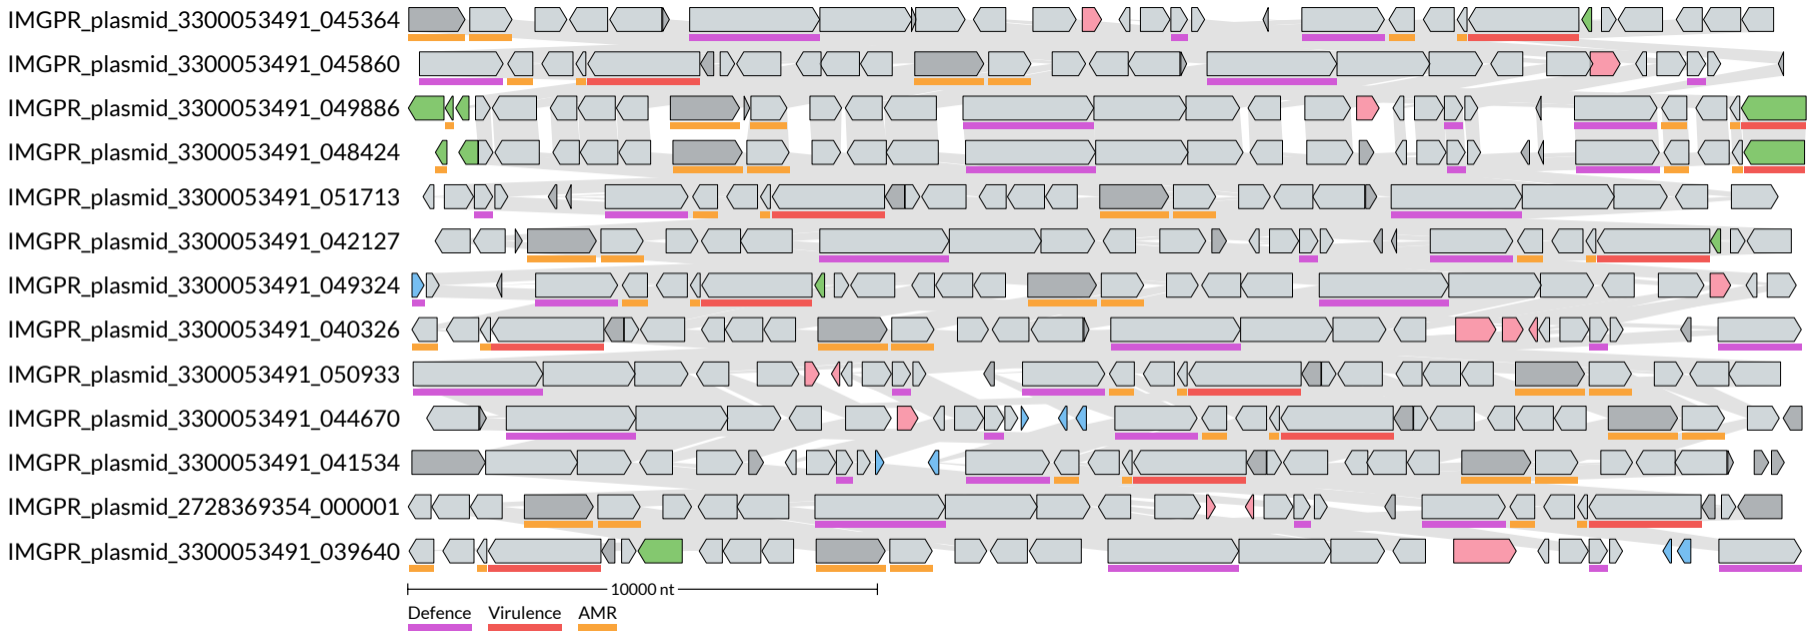 IMGPR_plasmid_3300053491_045364
IMGPR_plasmid_3300053491_045860
IMGPR_plasmid_3300053491_049886
IMGPR_plasmid_3300053491_048424
IMGPR_plasmid_3300053491_051713
IMGPR_plasmid_3300053491_042127
IMGPR_plasmid_3300053491_049324
IMGPR_plasmid_3300053491_040326
IMGPR_plasmid_3300053491_050933
IMGPR_plasmid_3300053491_044670
IMGPR_plasmid_3300053491_041534
IMGPR_plasmid_2728369354_000001
IMGPR_plasmid_3300053491_039640
10000 nt
Defence Virulence AMR